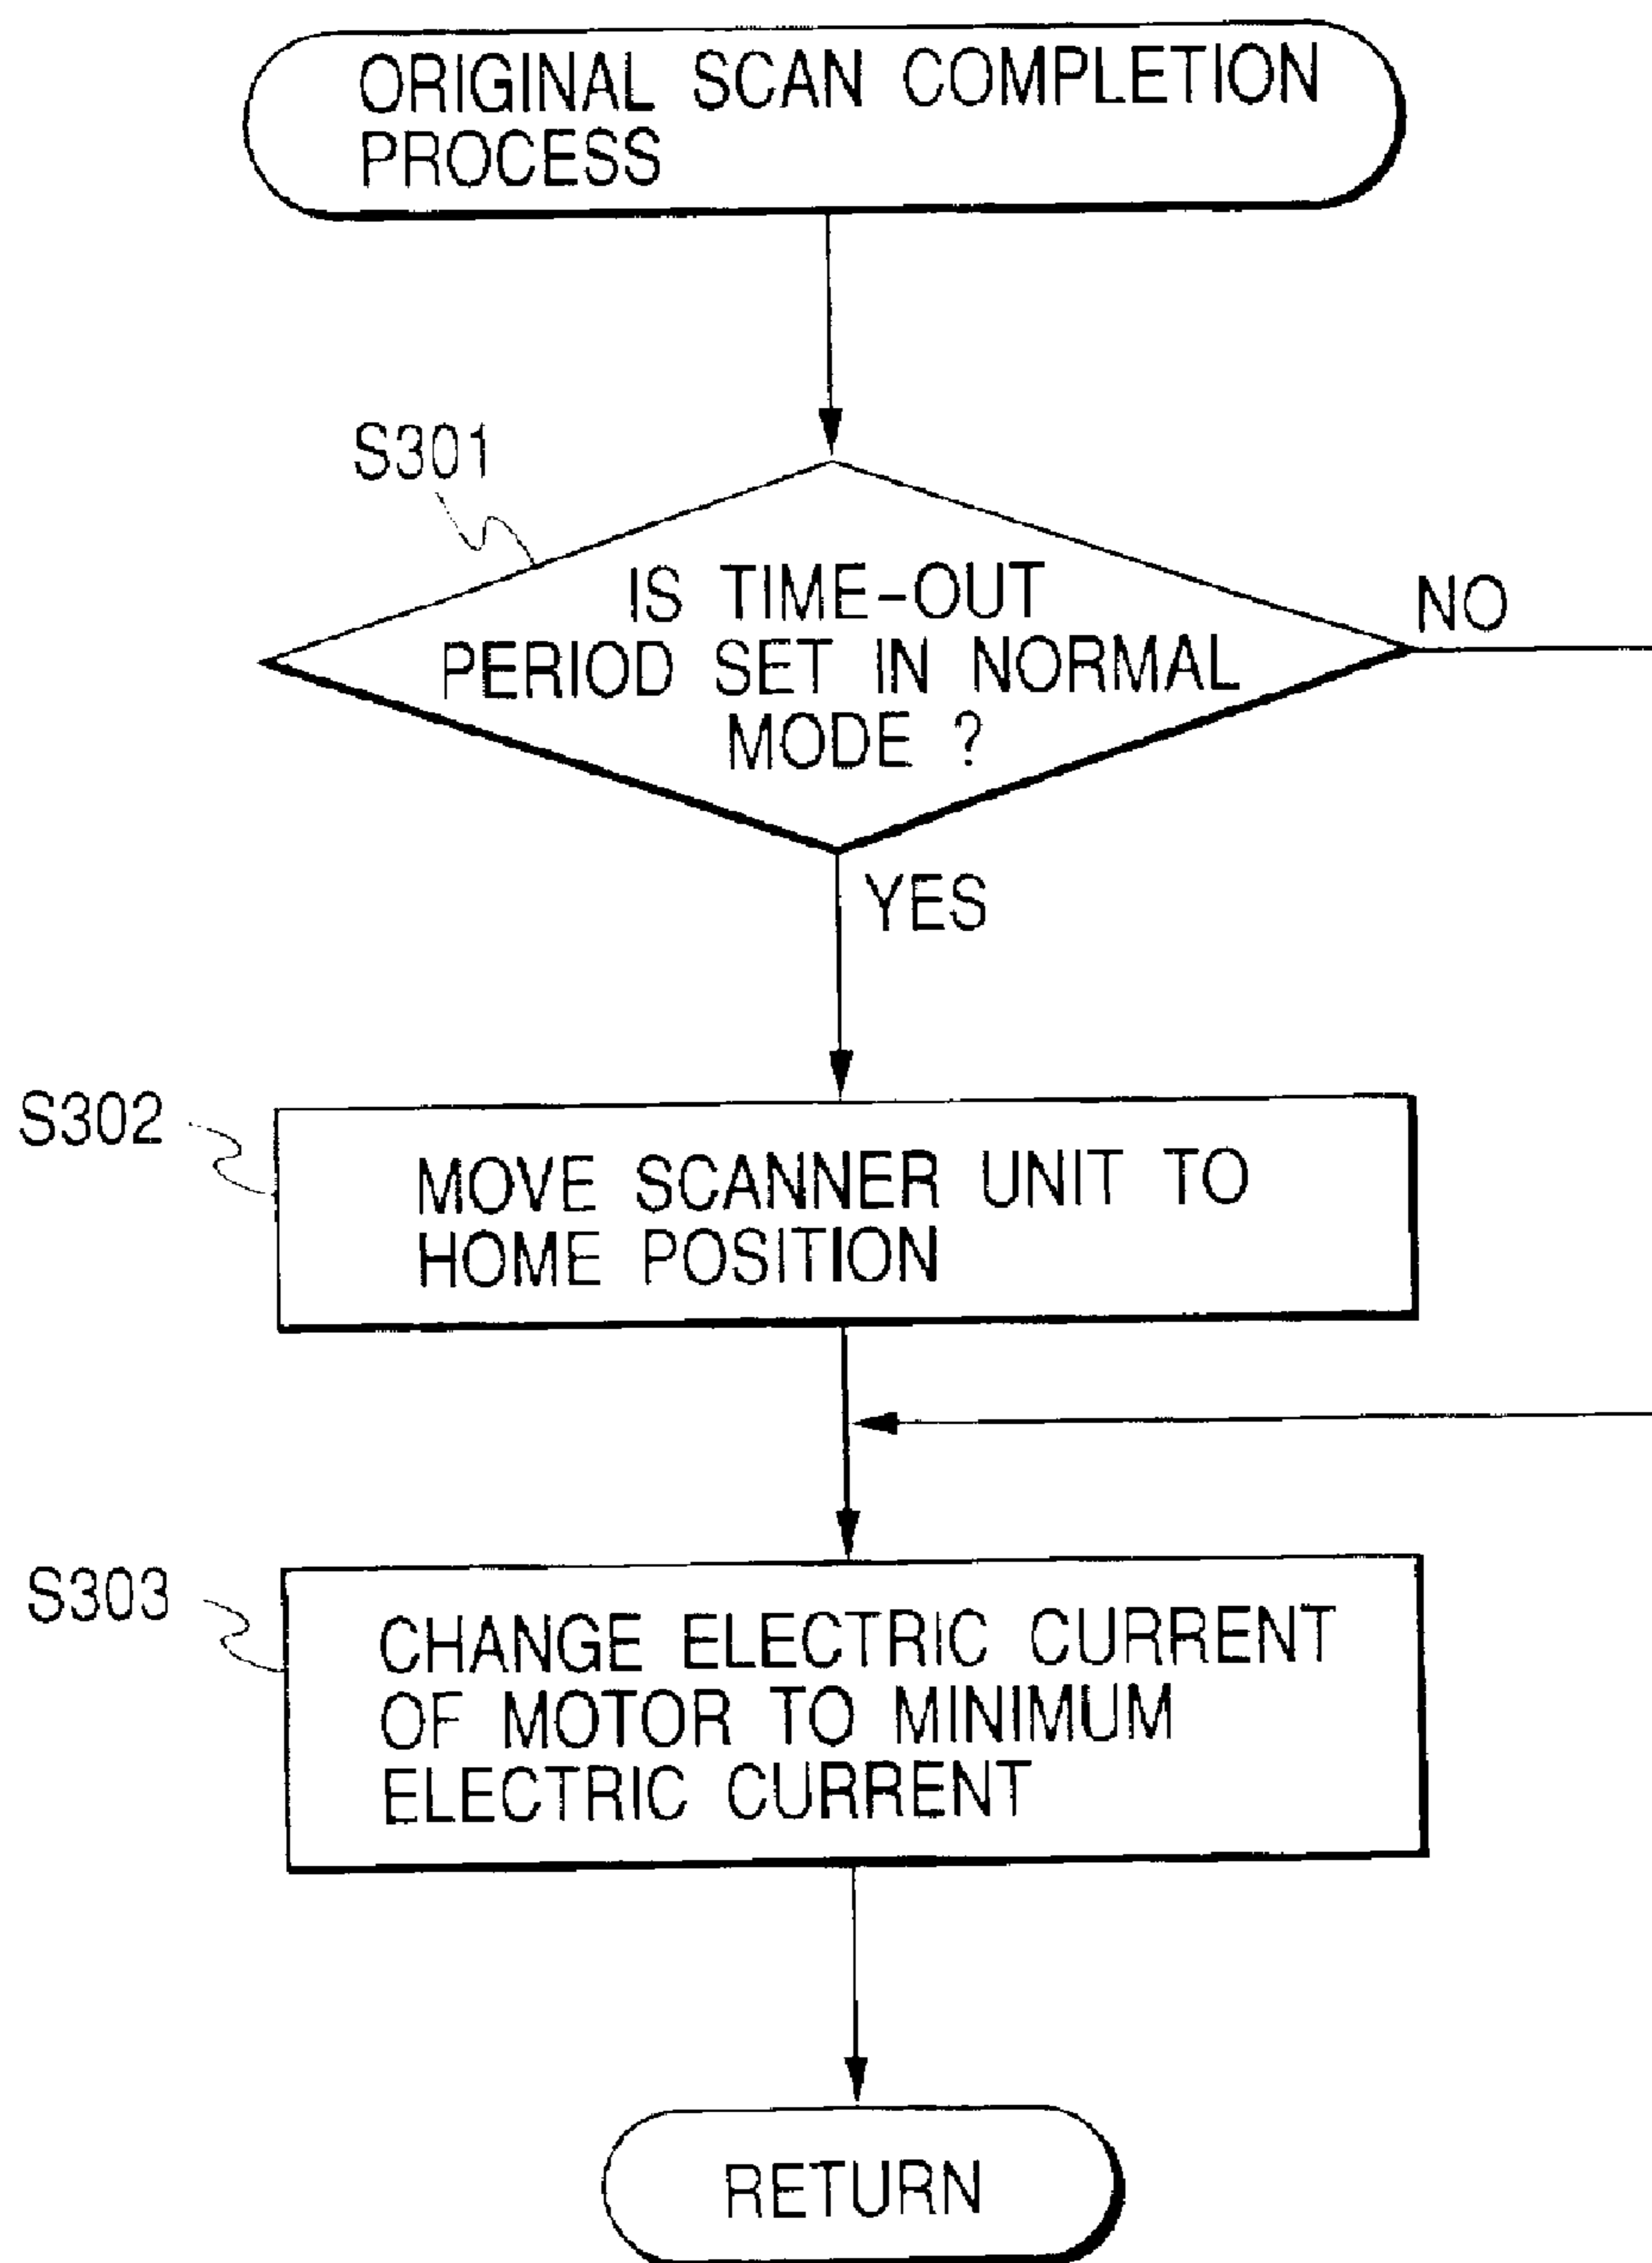 ORIGINAL SCAN COMPLETION
PROCESS
S301
IS TIME-OUT
PERIOD SET IN NORMAL
MODE ?
NO
YES
S302
MOVE SCANNER UNIT TO
HOME POSITION
S303
CHANGE ELECTRIC CURRENT
OF MOTOR TO MINIMUM
ELECTRIC CURRENT
RETURN